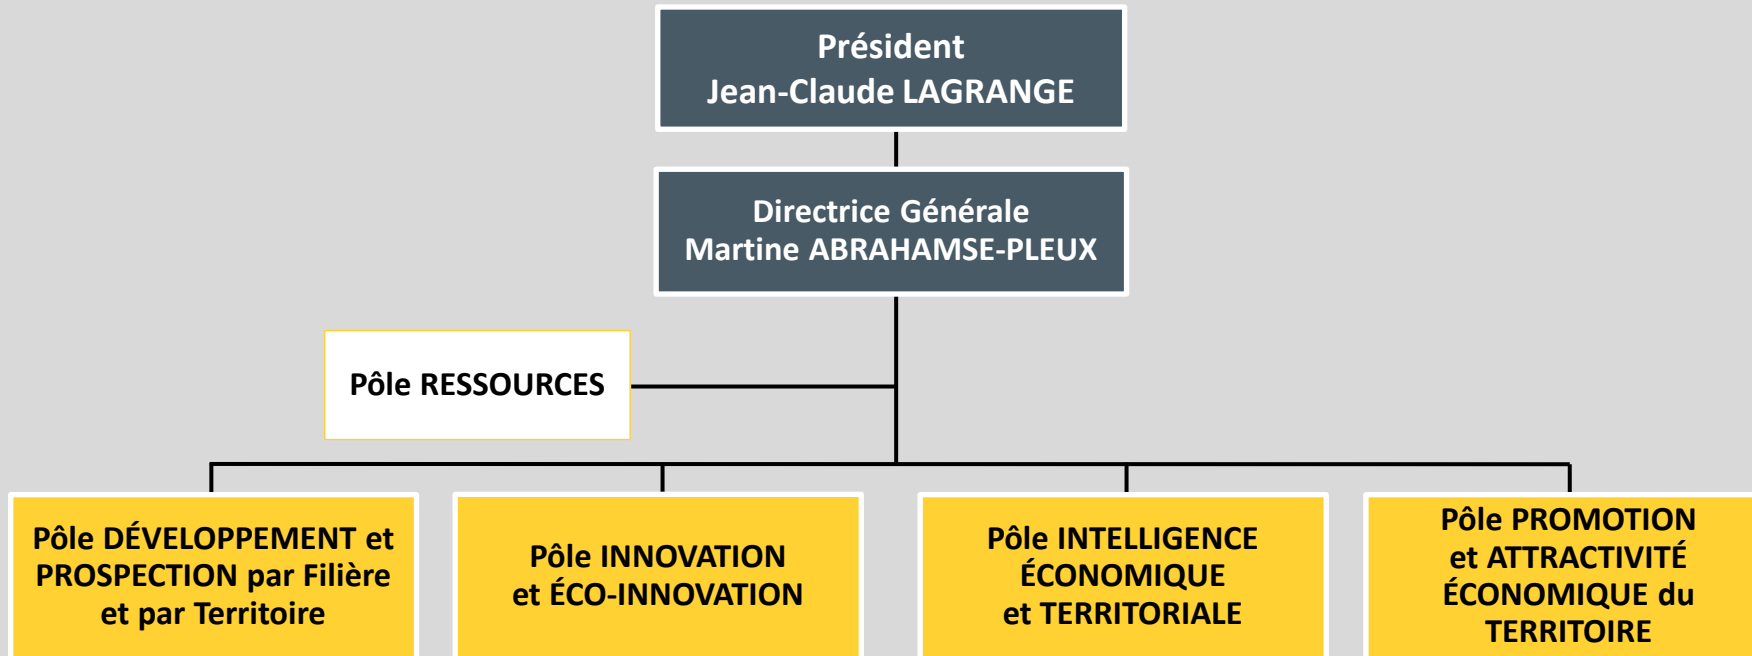 Président
Jean-Claude LAGRANGE
Directrice Générale
Martine ABRAHAMSE-PLEUX
Pôle RESSOURCES
Pôle DÉVELOPPEMENT et
PROSPECTION par Filière
et par Territoire
Pôle INNOVATION
et ÉCO-INNOVATION
Pôle INTELLIGENCE
ÉCONOMIQUE
et TERRITORIALE
Pôle PROMOTION
et ATTRACTIVITÉ
ÉCONOMIQUE du
TERRITOIRE